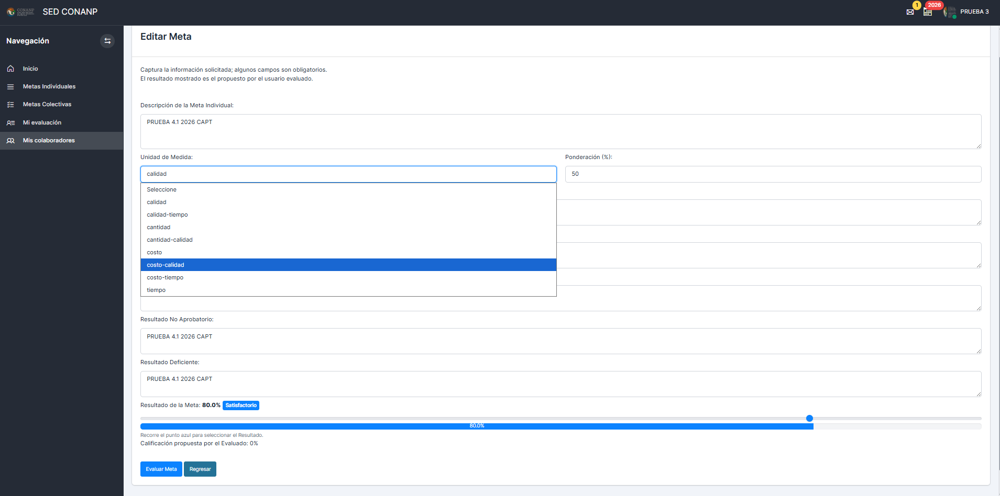 CONANP
SED CONANP
1
2026
PRUEBA 3
Navegación
Inicio
Metas Individuales
Metas Colectivas
Mi evaluación
Mis colaboradores
Editar Meta
Captura la información solicitada; algunos campos son obligatorios.
El resultado mostrado es el propuesto por el usuario evaluado.
Descripción de la Meta Individual:
PRUEBA 4.1 2026 CAPT
Unidad de Medida:
Ponderación (%):
calidad
50
Seleccione
calidad
calidad-tiempo
cantidad
cantidad-calidad
costo
costo-calidad
costo-tiempo
tiempo
Resultado No Aprobatorio:
PRUEBA 4.1 2026 CAPT
Resultado Deficiente:
PRUEBA 4.1 2026 CAPT
Resultado de la Meta: 80.0% Satisfactorio
80.0%
Recorre el punto azul para seleccionar el Resultado.
Calificación propuesta por el Evaluado: 0%
Evaluar Meta
Regresar